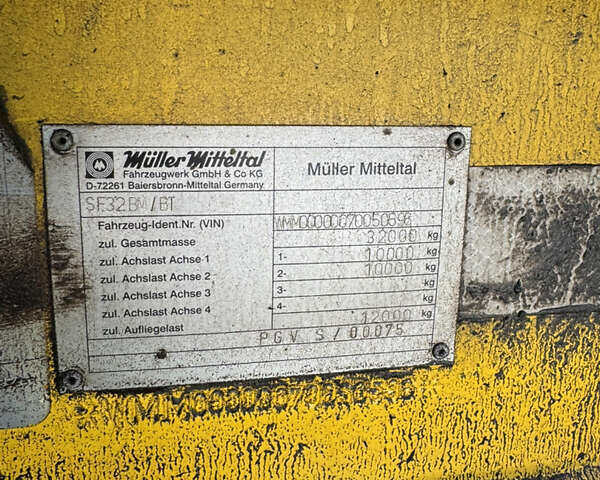 Müller Mitteltal
Fahrzeugwerk GmbH & Co KG
D-72261 Baiersbronn-Mitteltal Germany
Müller Mitteltal
SF32BM/BT
Fahrzeug-Ident.Nr. (VIN)
zul. Gesamtmasse 32000 kg
zul. Achslast Achse 1 1- 10000 kg
zul. Achslast Achse 2 2- 10000 kg
zul. Achslast Achse 3 3- kg
zul. Achslast Achse 4 4- kg
zul. Aufliegelast 12000 kg
PGV S/00075